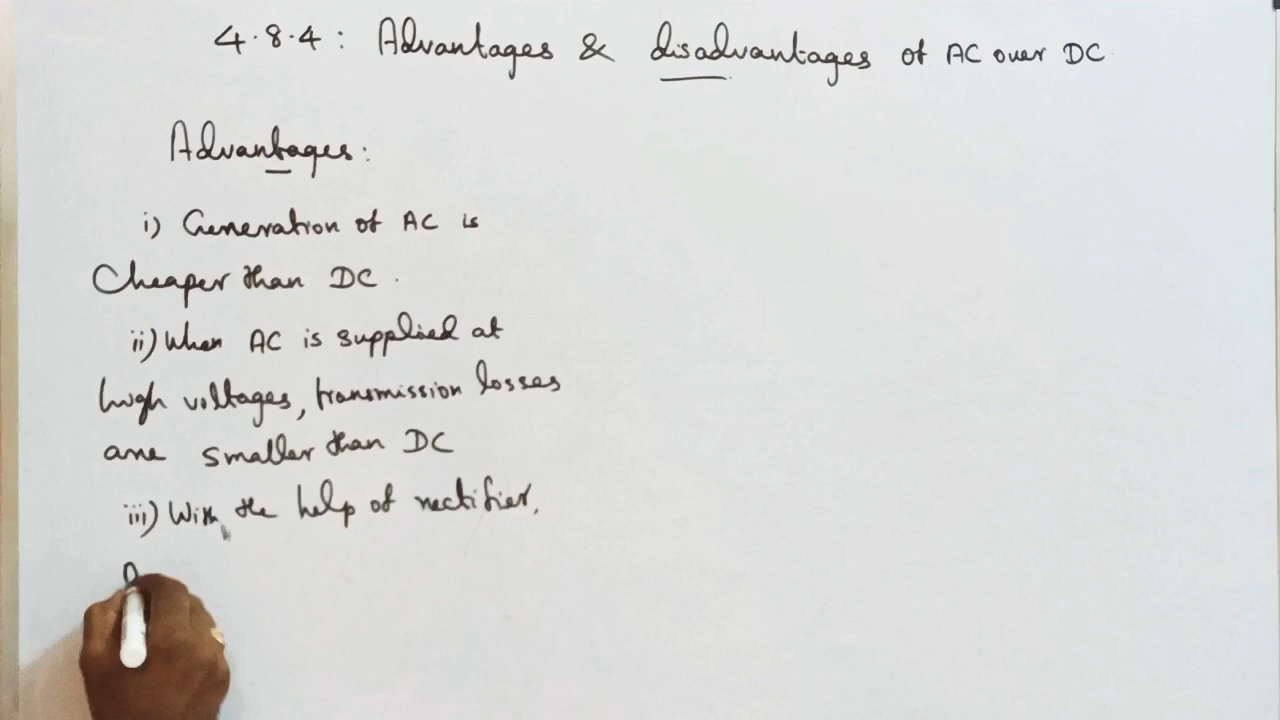 4.8.4: Advantages & disadvantages of AC over DC.
Advantages:
i) Generation of AC is
Cheaper than DC.
ii) When AC is supplied at
high voltages, transmission losses
are smaller than DC
iii) With the help of rectifier,